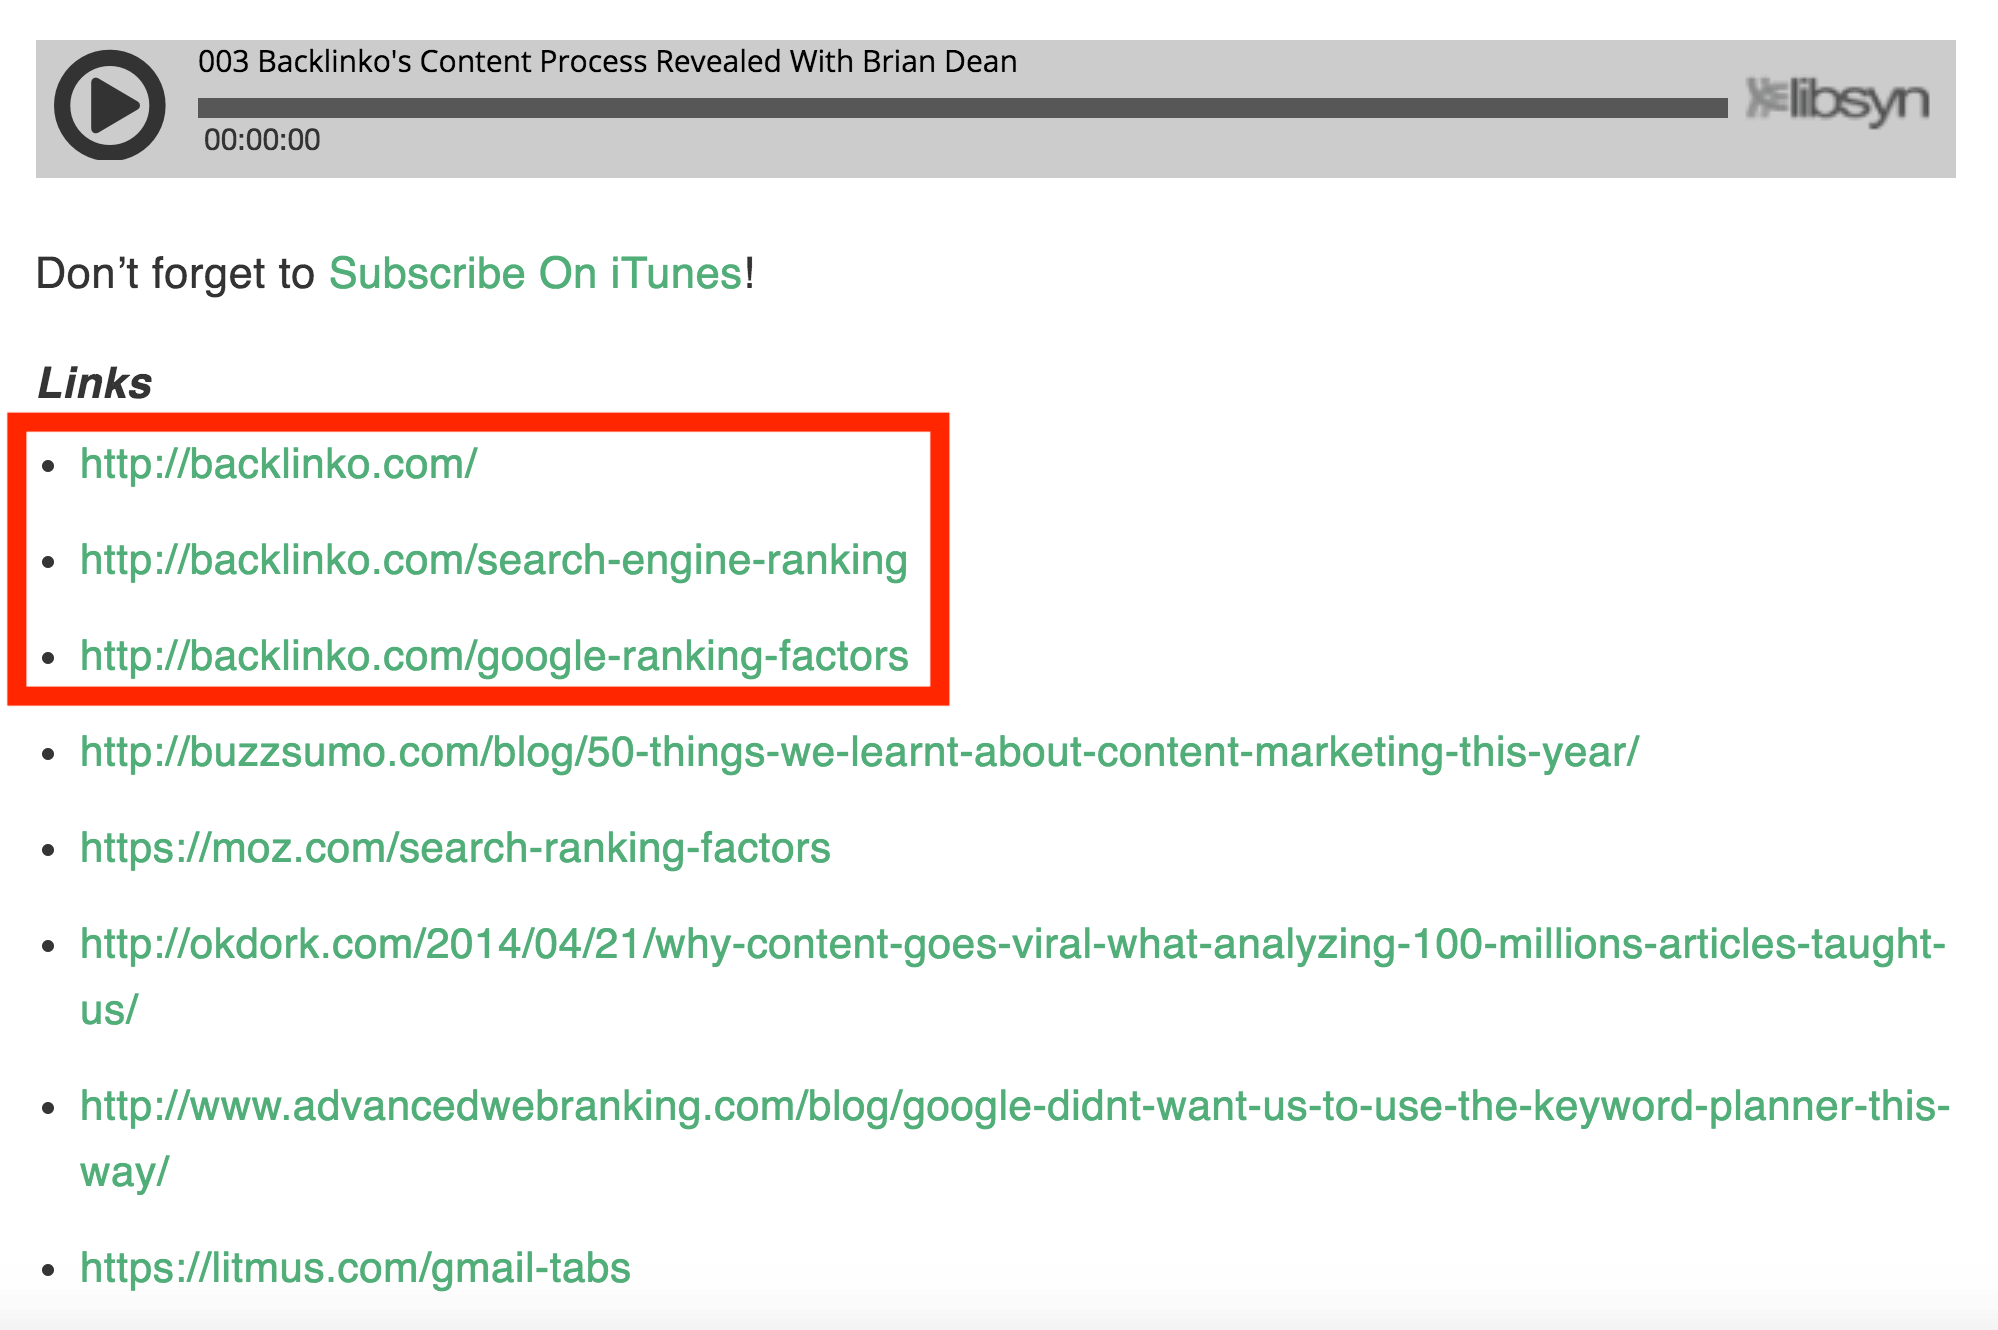 003 Backlinko's Content Process Revealed With Brian Dean
libsyn
00:00:00
Don’t forget to Subscribe On iTunes!
Links
http://backlinko.com/
http://backlinko.com/search-engine-ranking
http://backlinko.com/google-ranking-factors
http://buzzsumo.com/blog/50-things-we-learnt-about-content-marketing-this-year/
https://moz.com/search-ranking-factors
http://okdork.com/2014/04/21/why-content-goes-viral-what-analyzing-100-millions-articles-taught-
us/
http://www.advancedwebranking.com/blog/google-didnt-want-us-to-use-the-keyword-planner-this-
way/
https://litmus.com/gmail-tabs